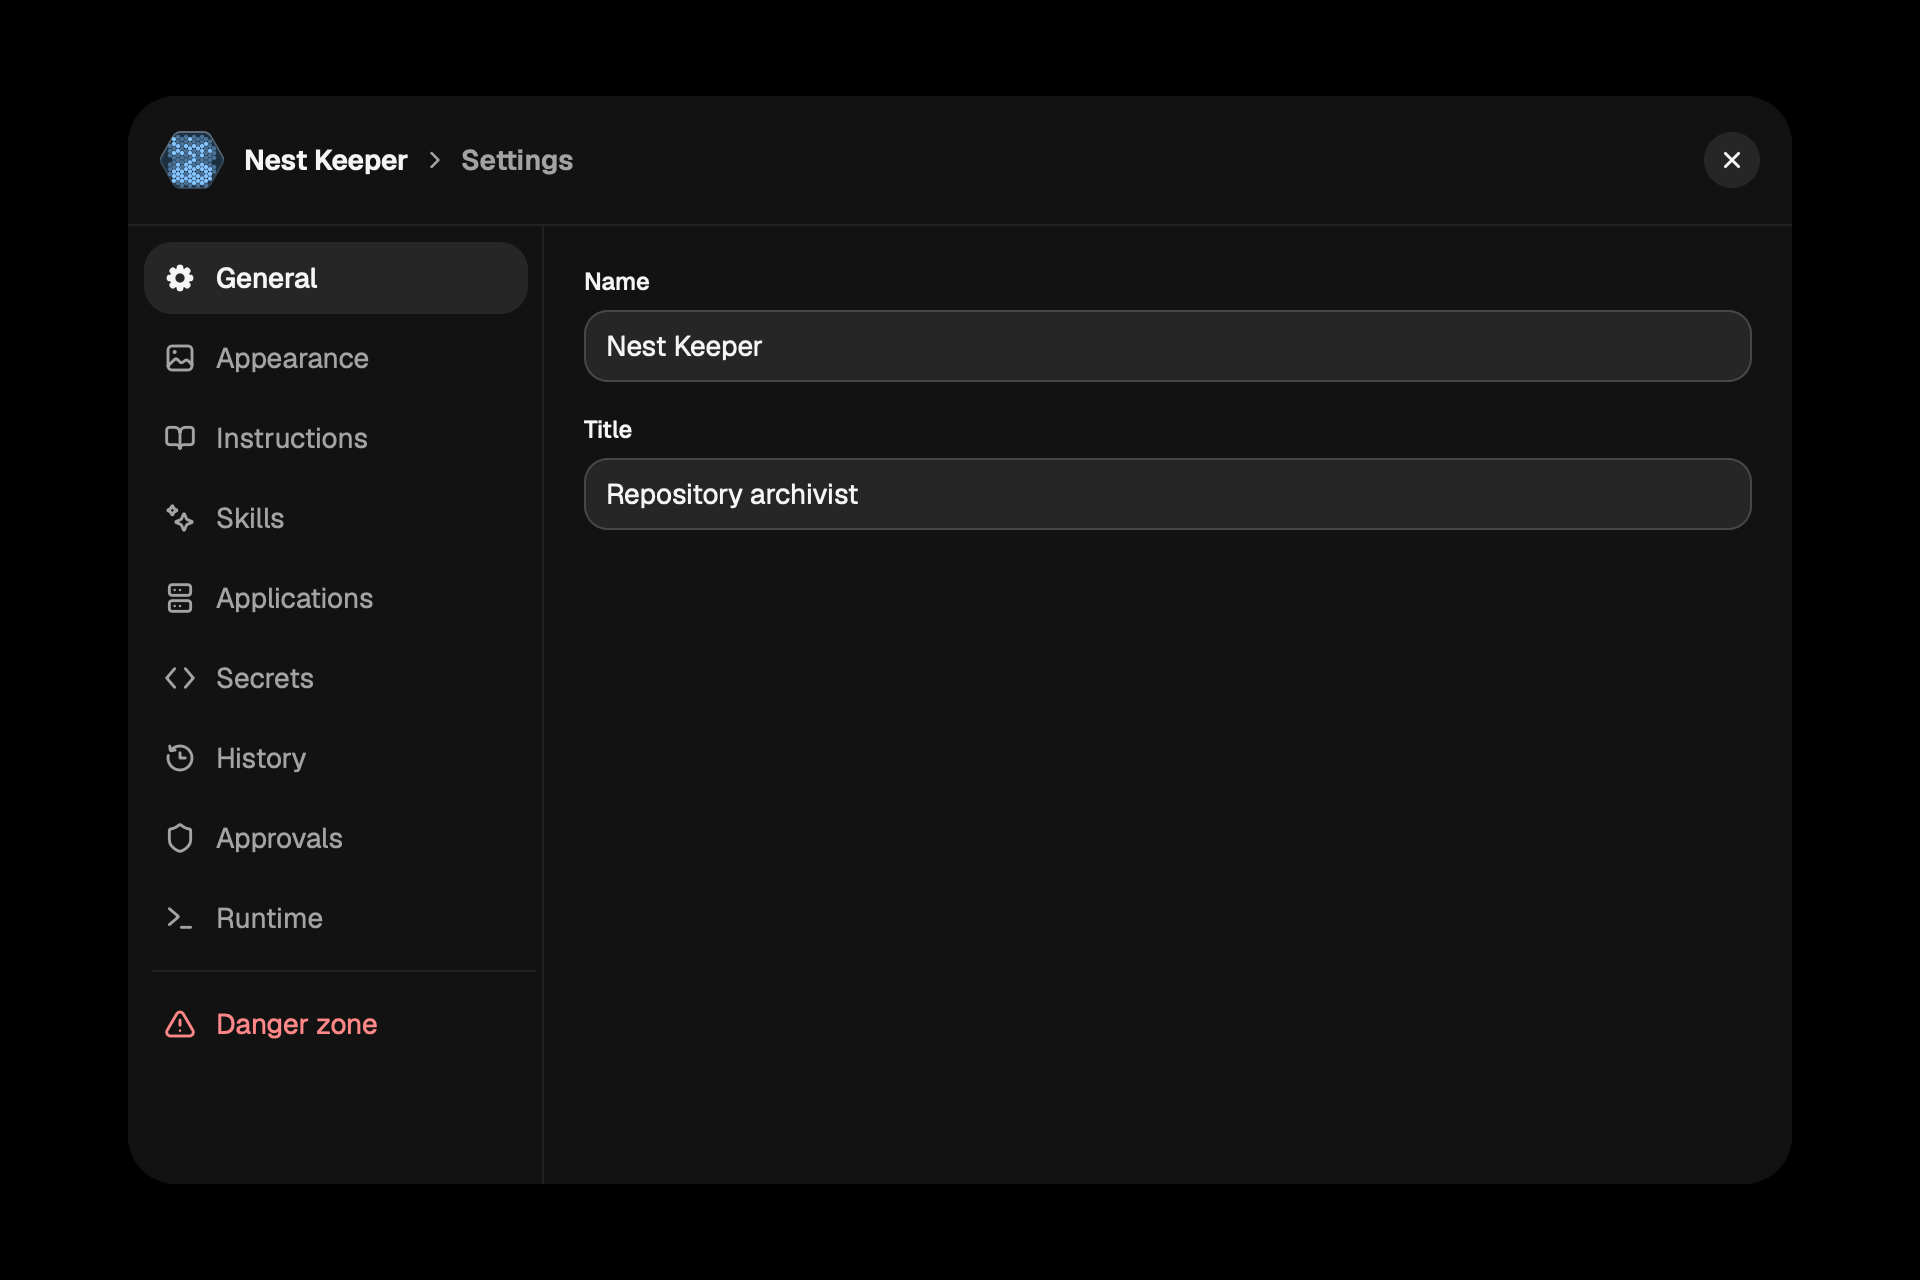 Nest Keeper > Settings
General
Appearance
Instructions
Skills
Applications
Secrets
History
Approvals
Runtime
Danger zone
Name
Nest Keeper
Title
Repository archivist